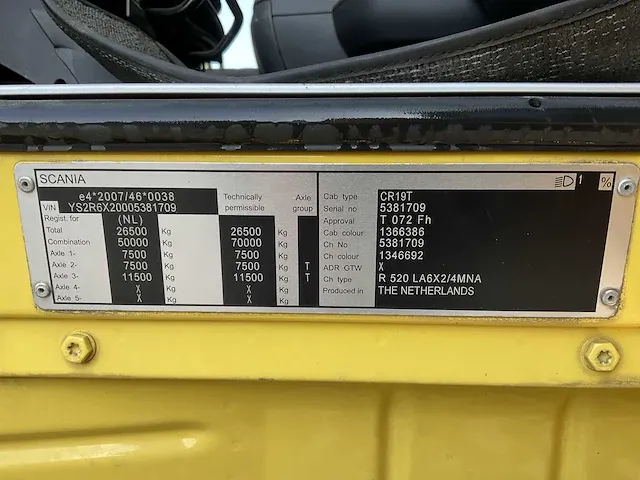 SCANIA
1 %
e4*2007/46*0038
VIN YS2R6X20005381709
Technically permissible
Axle group
Regist. for (NL)
Total 26500 Kg 26500 Kg
Combination 50000 Kg 70000 Kg
Axle 1- 7500 Kg 7500 Kg
Axle 2- 7500 Kg 7500 Kg T
Axle 3- 11500 Kg 11500 Kg T
Axle 4- X Kg X Kg
Axle 5- X Kg X Kg
Cab type CR19T
Serial no 5381709
Approval T 072 Fh
Cab colour 1366386
Ch No 5381709
Ch colour 1346692
ADR GTW X
Ch type R 520 LA6X2/4MNA
Produced in THE NETHERLANDS